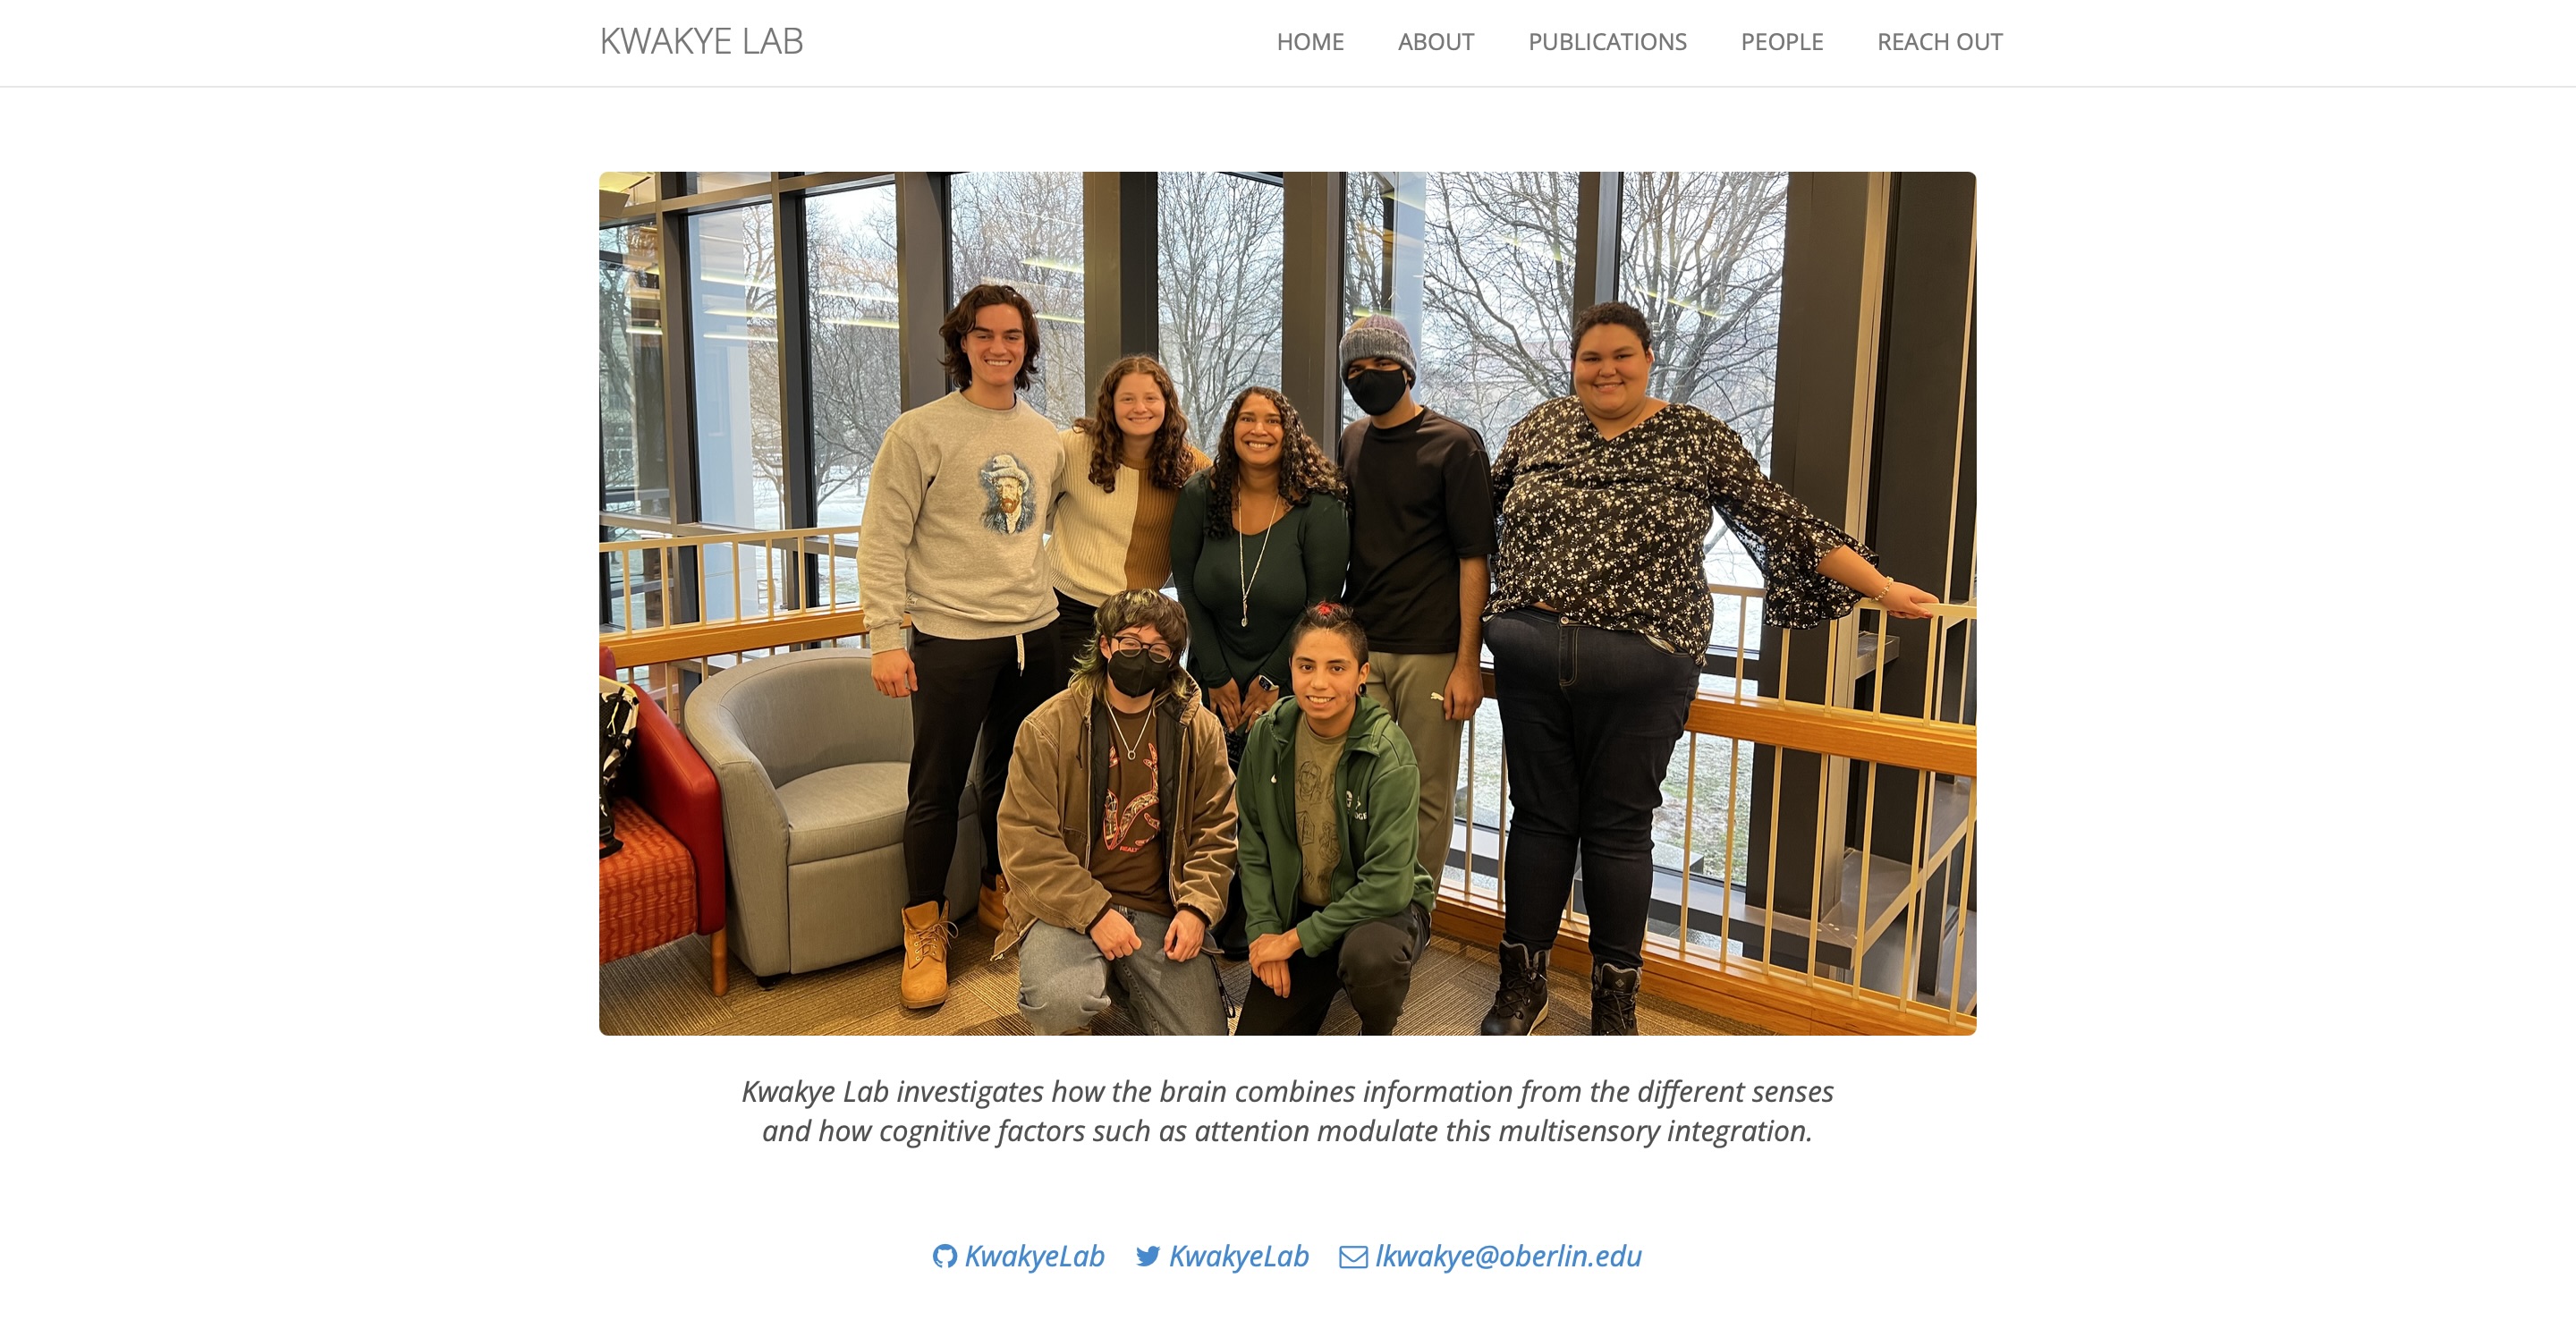 KWAKYE LAB
HOME ABOUT PUBLICATIONS PEOPLE REACH OUT
Kwakye Lab investigates how the brain combines information from the different senses
and how cognitive factors such as attention modulate this multisensory integration.
KwakyeLab KwakyeLab lkwakye@oberlin.edu